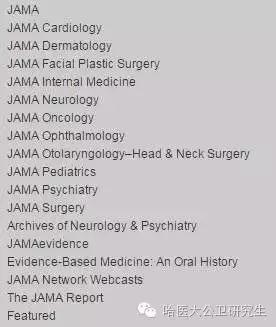 JAMA
JAMA Cardiology
JAMA Dermatology
JAMA Facial Plastic Surgery
JAMA Internal Medicine
JAMA Neurology
JAMA Oncology
JAMA Ophthalmology
JAMA Otolaryngology–Head & Neck Surgery
JAMA Pediatrics
JAMA Psychiatry
JAMA Surgery
Archives of Neurology & Psychiatry
JAMAevidence
Evidence-Based Medicine: An Oral History
JAMA Network Webcasts
The JAMA Report
Featured
哈医大公卫研究生